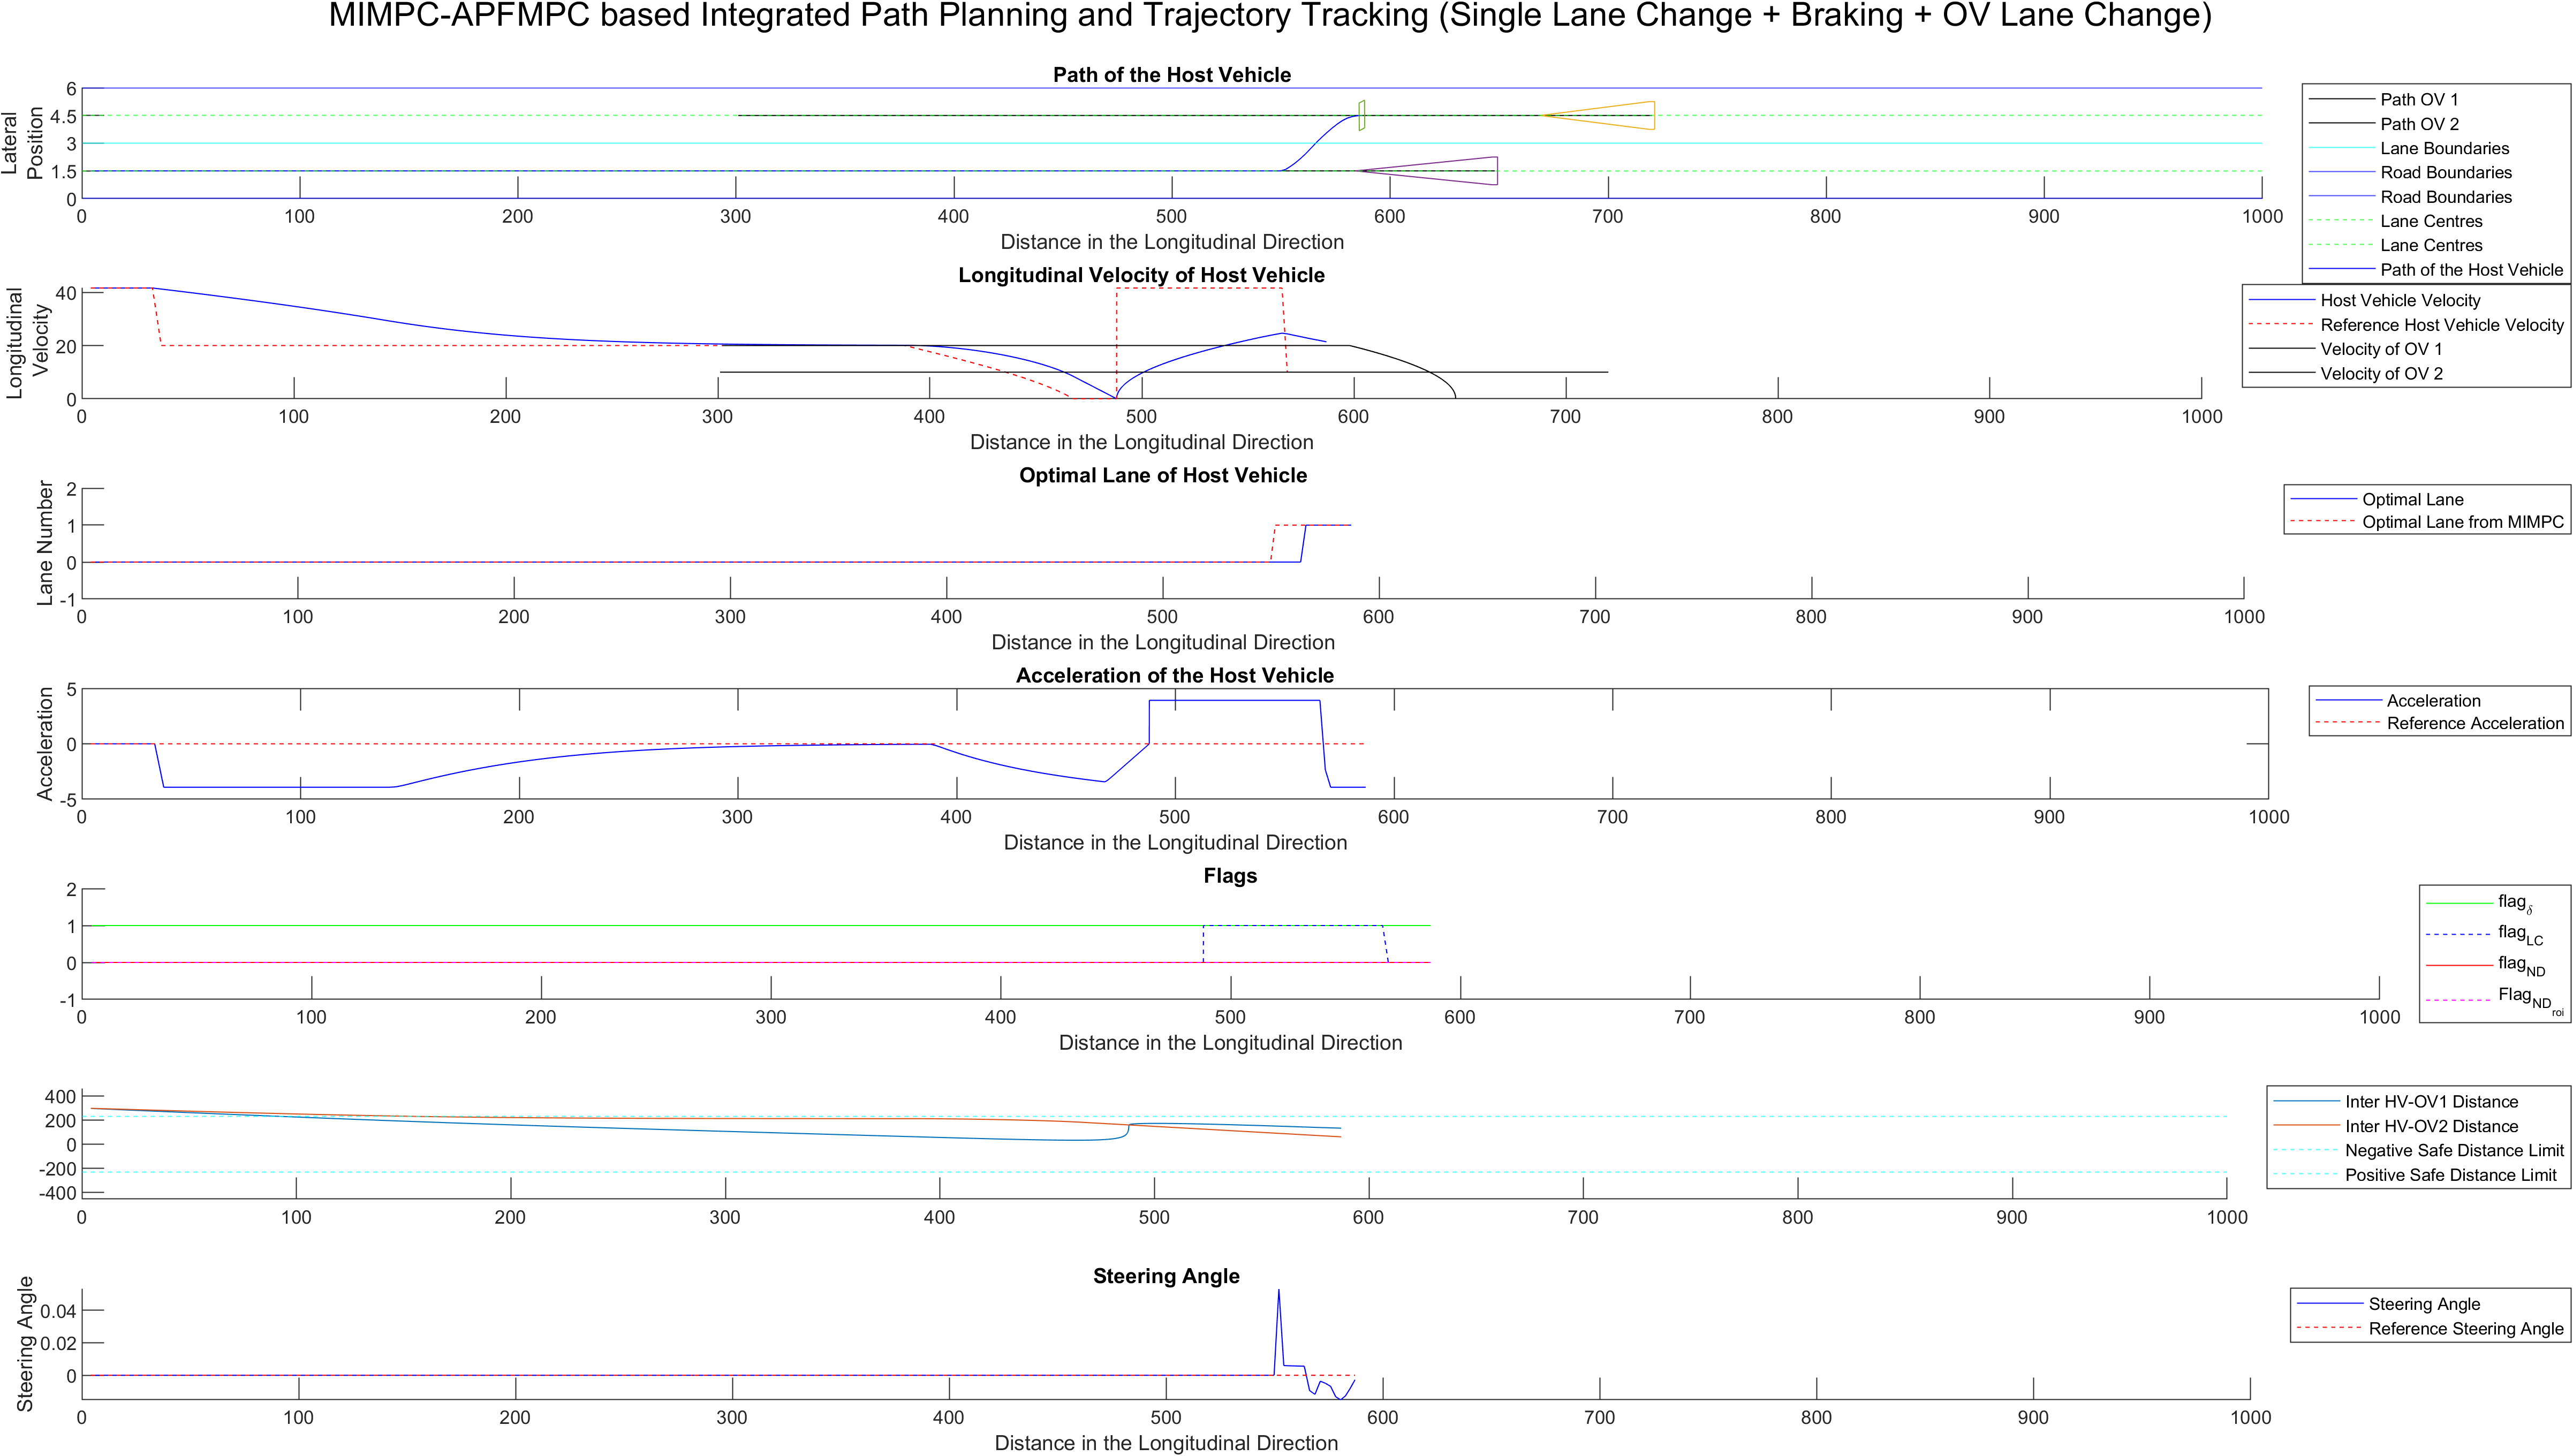 MIMPC-APFMPC based Integrated Path Planning and Trajectory Tracking (Single Lane Change + Braking + OV Lane Change)
Path of the Host Vehicle
Lateral
Position
6
4.5
3
1.5
0
0 100 200 300 400 500 600 700 800 900 1000
Distance in the Longitudinal Direction
Path OV 1
Path OV 2
Lane Boundaries
Road Boundaries
Road Boundaries
Lane Centres
Lane Centres
Path of the Host Vehicle
Longitudinal Velocity of Host Vehicle
Longitudinal
Velocity
40
20
0
0 100 200 300 400 500 600 700 800 900 1000
Distance in the Longitudinal Direction
Host Vehicle Velocity
Reference Host Vehicle Velocity
Velocity of OV 1
Velocity of OV 2
Optimal Lane of Host Vehicle
Lane Number
2
1
0
-1
0 100 200 300 400 500 600 700 800 900 1000
Distance in the Longitudinal Direction
Optimal Lane
Optimal Lane from MIMPC
Acceleration of the Host Vehicle
Acceleration
5
0
-5
0 100 200 300 400 500 600 700 800 900 1000
Distance in the Longitudinal Direction
Acceleration
Reference Acceleration
Flags
2
1
0
-1
0 100 200 300 400 500 600 700 800 900 1000
Distance in the Longitudinal Direction
flag_δ
flag_LC
flag_ND
Flag_ND_roi
400
200
0
-200
-400
0 100 200 300 400 500 600 700 800 900 1000
Inter HV-OV1 Distance
Inter HV-OV2 Distance
Negative Safe Distance Limit
Positive Safe Distance Limit
Steering Angle
Steering Angle
0.04
0.02
0
0 100 200 300 400 500 600 700 800 900 1000
Distance in the Longitudinal Direction
Steering Angle
Reference Steering Angle